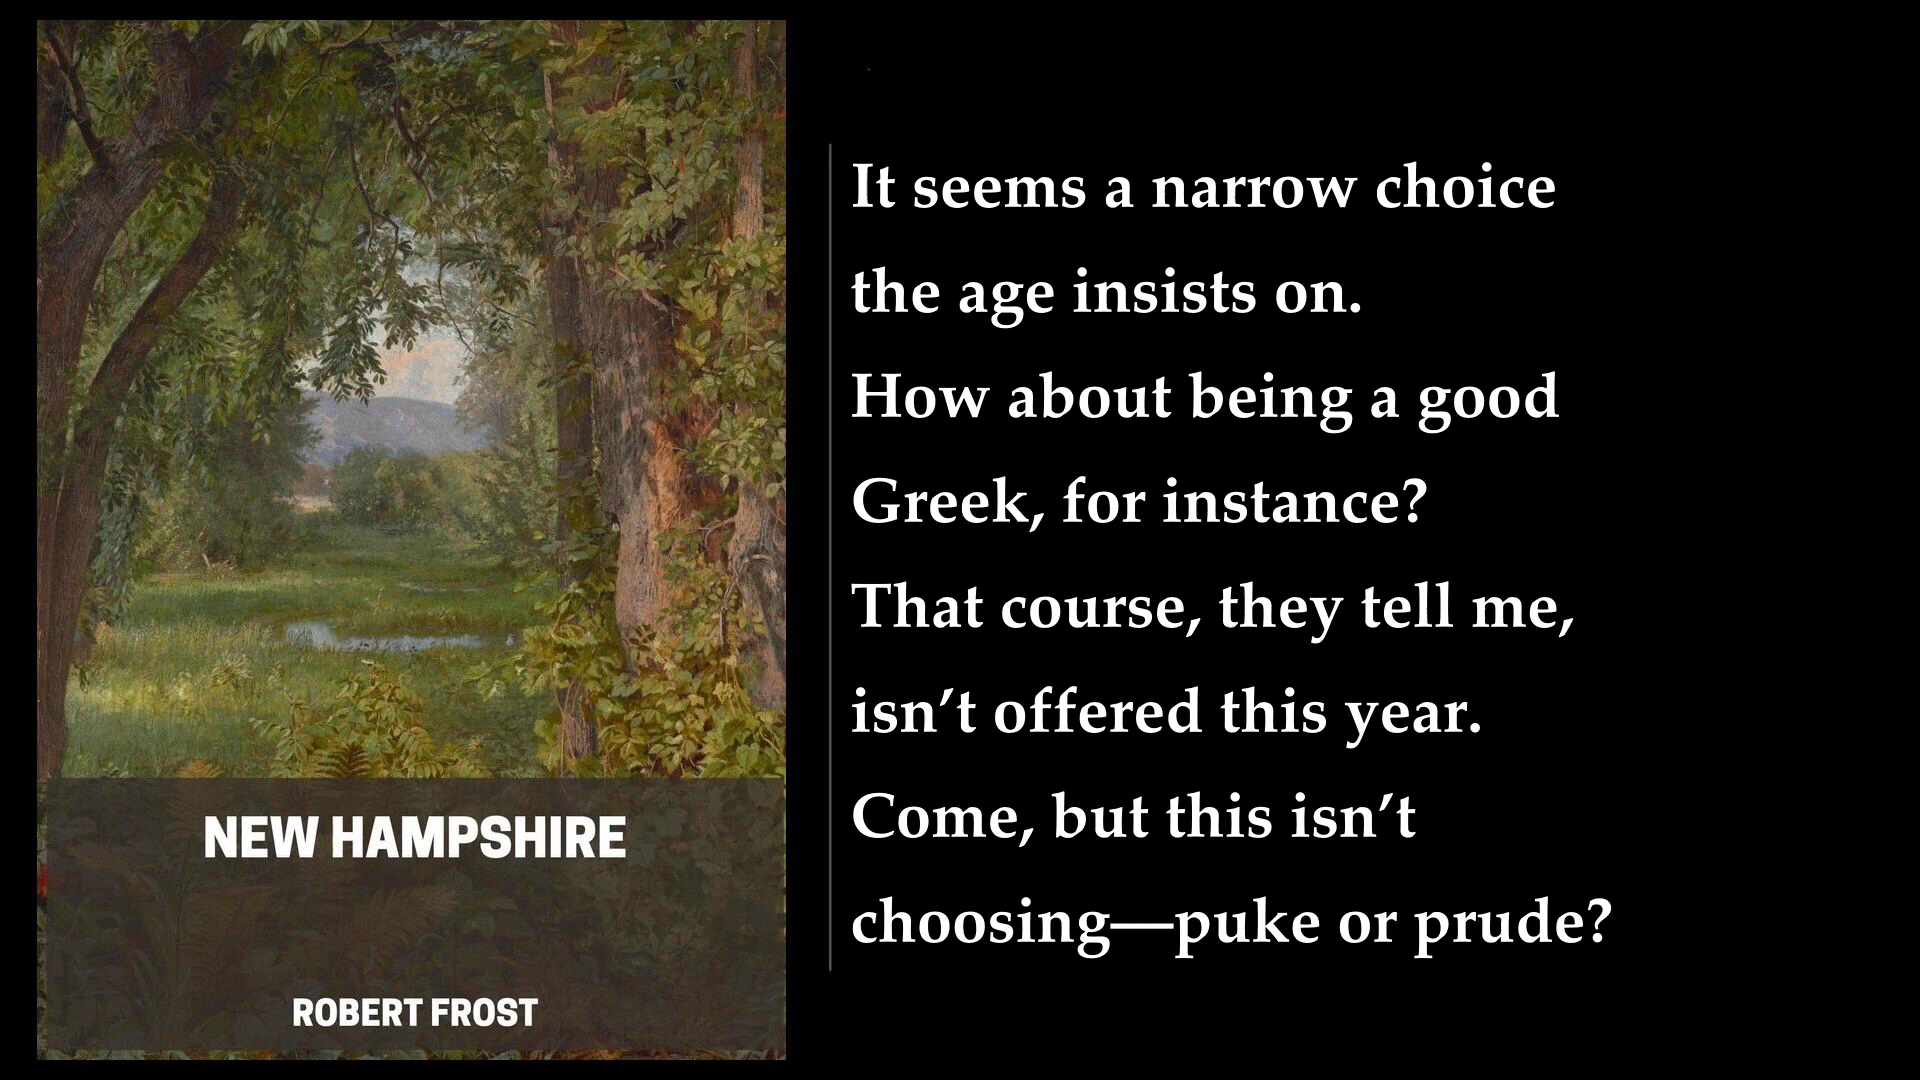 NEW HAMPSHIRE
ROBERT FROST
It seems a narrow choice
the age insists on.
How about being a good
Greek, for instance?
That course, they tell me,
isn’t offered this year.
Come, but this isn’t
choosing—puke or prude?